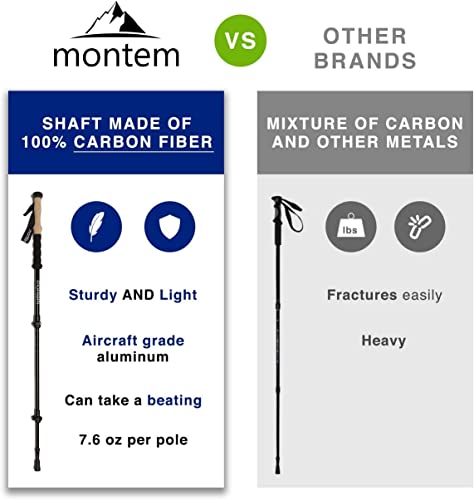 montem
VS
OTHER
BRANDS
SHAFT MADE OF
100% CARBON FIBER
Sturdy AND Light
Aircraft grade
aluminum
Can take a beating
7.6 oz per pole
MIXTURE OF CARBON
AND OTHER METALS
lbs
Fractures easily
Heavy